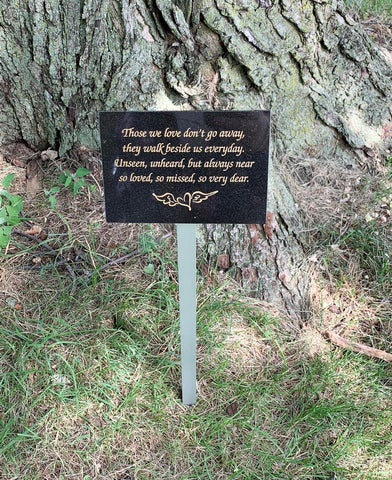 Those we love don't go away,
they walk beside us everyday.
Unseen, unheard, but always near
so loved, so missed, so very dear.